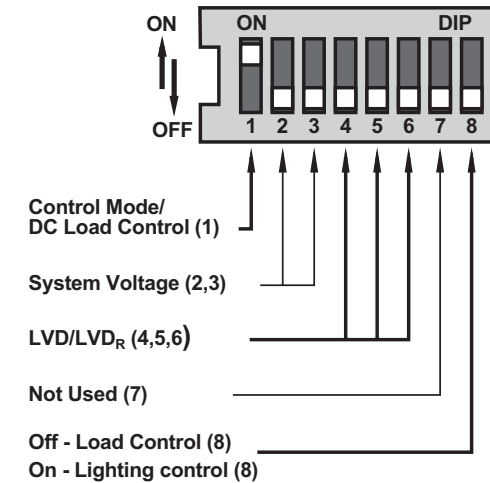 ON
ON DIP
OFF
1 2 3 4 5 6 7 8
Control Mode/
DC Load Control (1)
System Voltage (2,3)
LVD/LVDR (4,5,6)
Not Used (7)
Off - Load Control (8)
On - Lighting control (8)